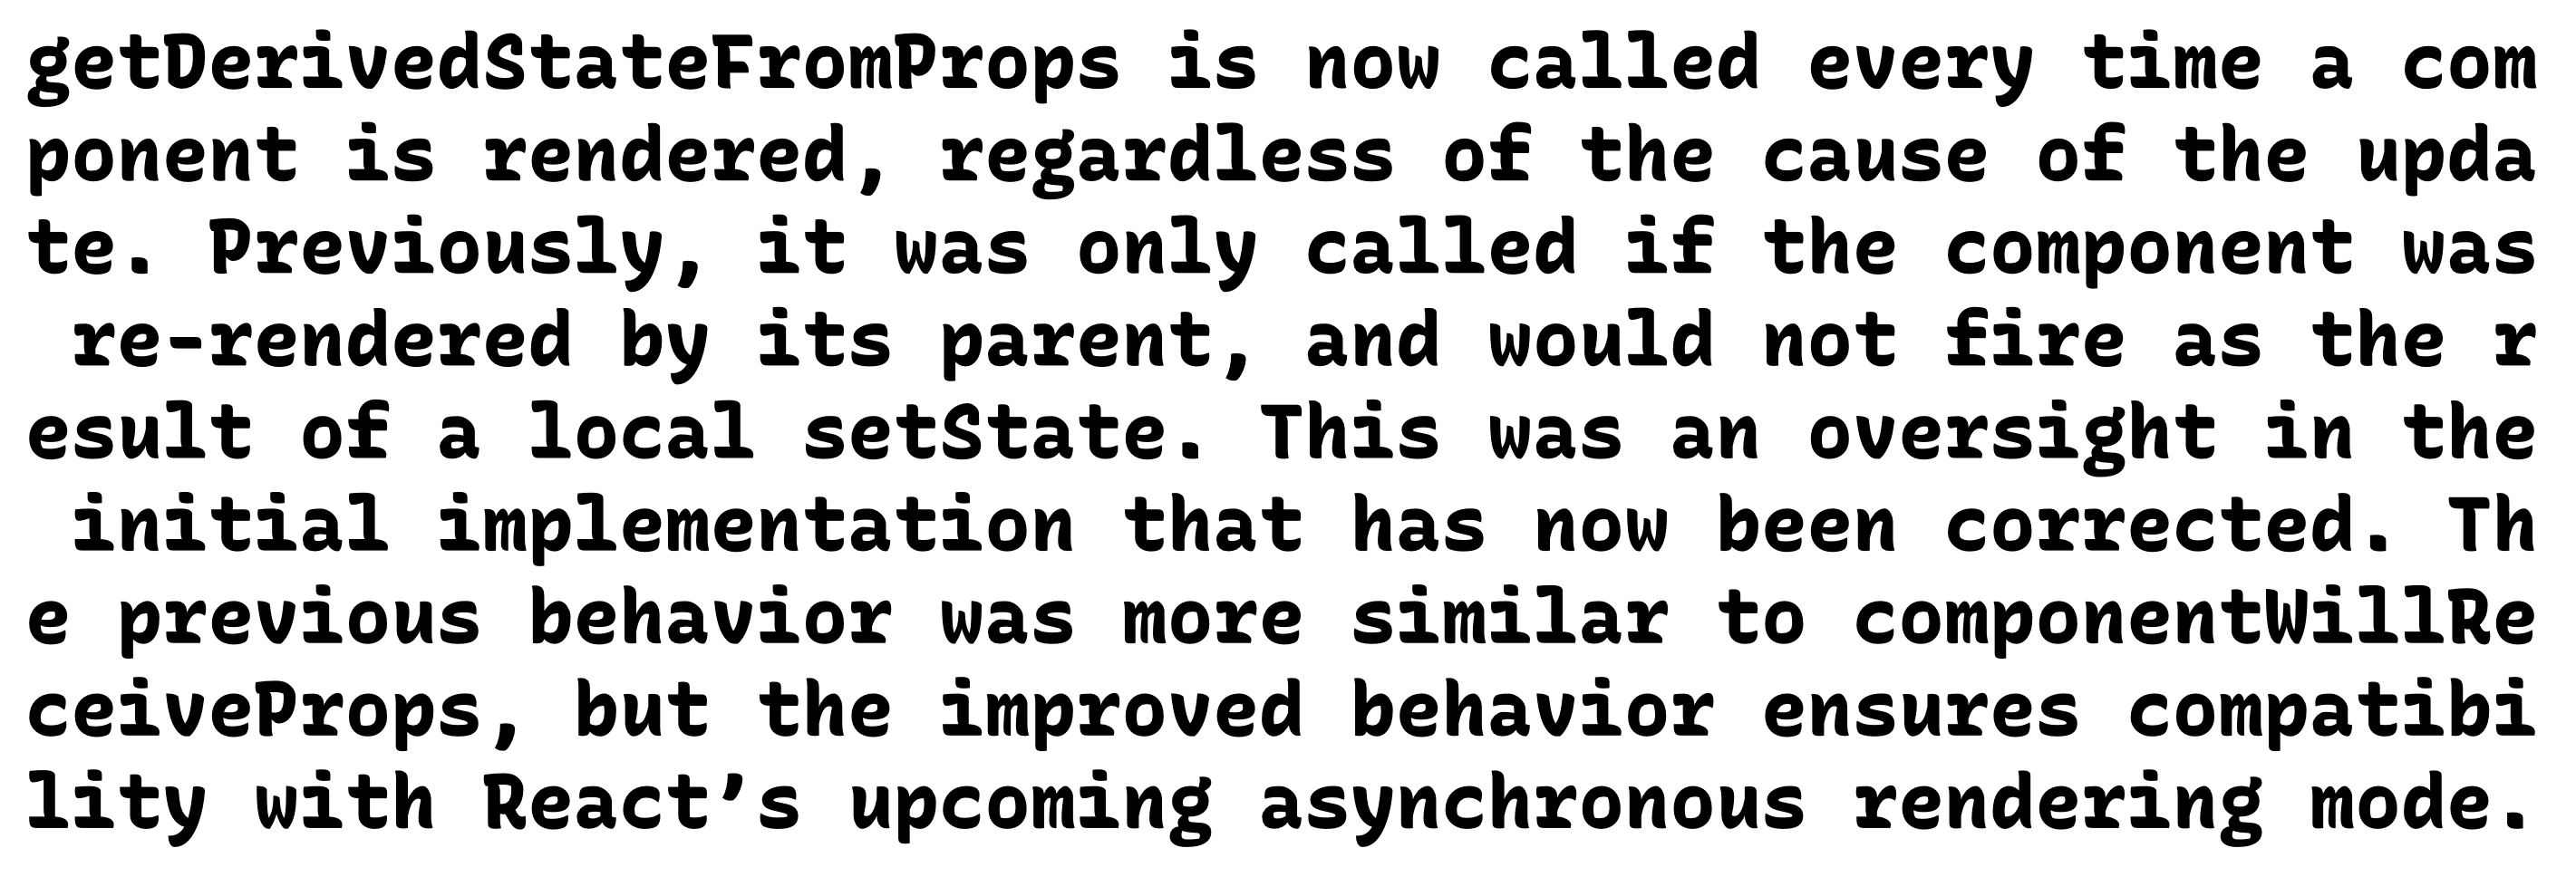 getDerivedStateFromProps is now called every time a com
ponent is rendered, regardless of the cause of the upda
te. Previously, it was only called if the component was
 re-rendered by its parent, and would not fire as the r
esult of a local setState. This was an oversight in the
 initial implementation that has now been corrected. Th
e previous behavior was more similar to componentWillRe
ceiveProps, but the improved behavior ensures compatibi
lity with React’s upcoming asynchronous rendering mode.